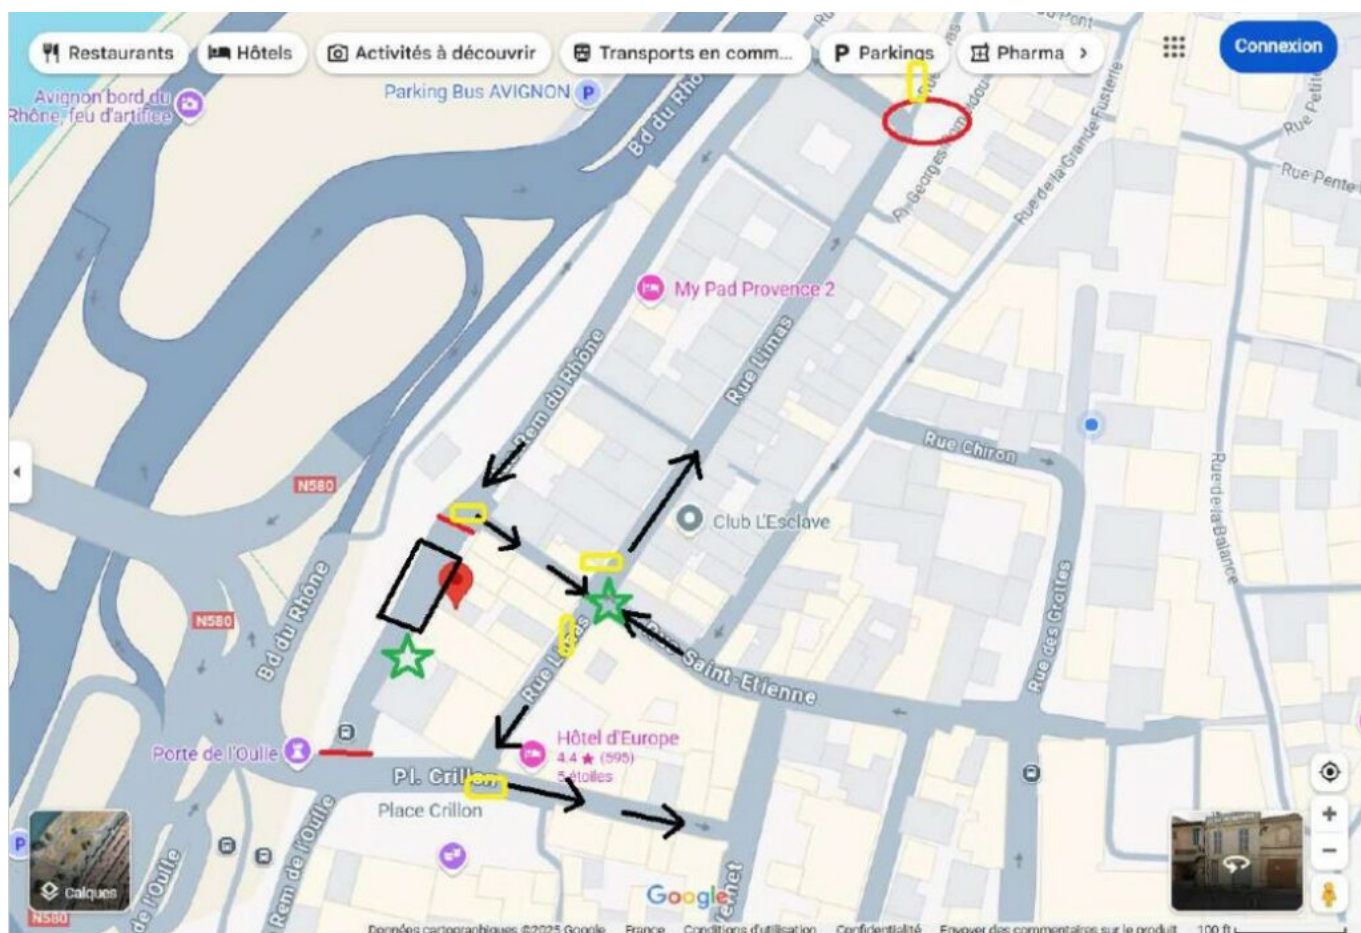 Restaurants
Hôtels
Activités à découvrir
Transports en comm...
Parkings
Pharma
Connexion
Avignon bord du
Rhône, feu d'artifice
Parking Bus AVIGNON
P
Bd du Rhô
Rue de la Grande Fusterie
Rue Petite
Rue Pente
Pl. Georges Pompidou
My Pad Provence 2
Rem du Rhône
Rue Limas
Rue Chiron
N580
Club L'Esclave
Rue de la Balance
N580
Bd du Rhône
Rue Limas
Rue Saint-Etienne
Rue des Grottes
Porte de l'Oulle
Hôtel d'Europe
4.4 ★ (595)
5 étoiles
Pl. Crillon
Place Crillon
Rem de l'Oulle
de l'Oulle
P
Calques
N580
Google
ernet
Données cartographiques ©2025 Google France Conditions d'utilisation Confidentialité Envoyer des commentaires sur le produit 100 ft